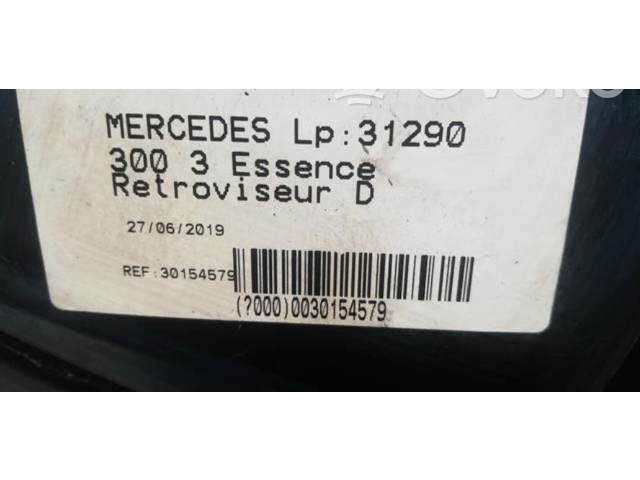 MERCEDES Lp:31290
300 3 Essence
Retroviseur D
27/06/2019
REF:30154579
(?000)0030154579